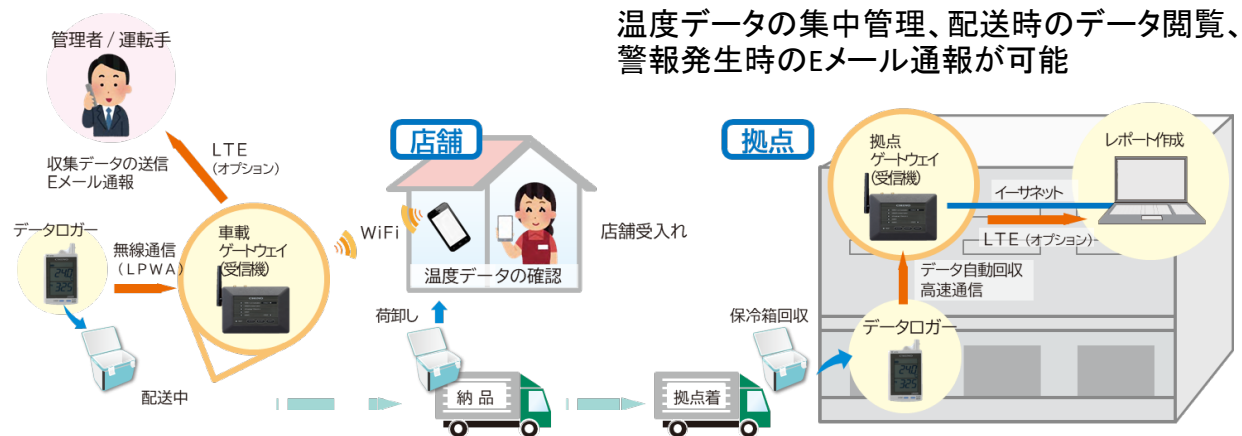 温度データの集中管理、配送時のデータ閲覧、
警報発生時のEメール通報が可能
管理者 / 運転手
収集データの送信
Eメール通報
LTE
(オプション)
データロガー
無線通信
(LPWA)
車載
ゲートウェイ
(受信機)
配送中
WiFi
店舗
温度データの確認
店舗受入れ
荷卸し
納 品
拠点着
保冷箱回収
拠点
拠点
ゲートウェイ
(受信機)
レポート作成
イーサネット
LTE (オプション)
データ自動回収
高速通信
データロガー